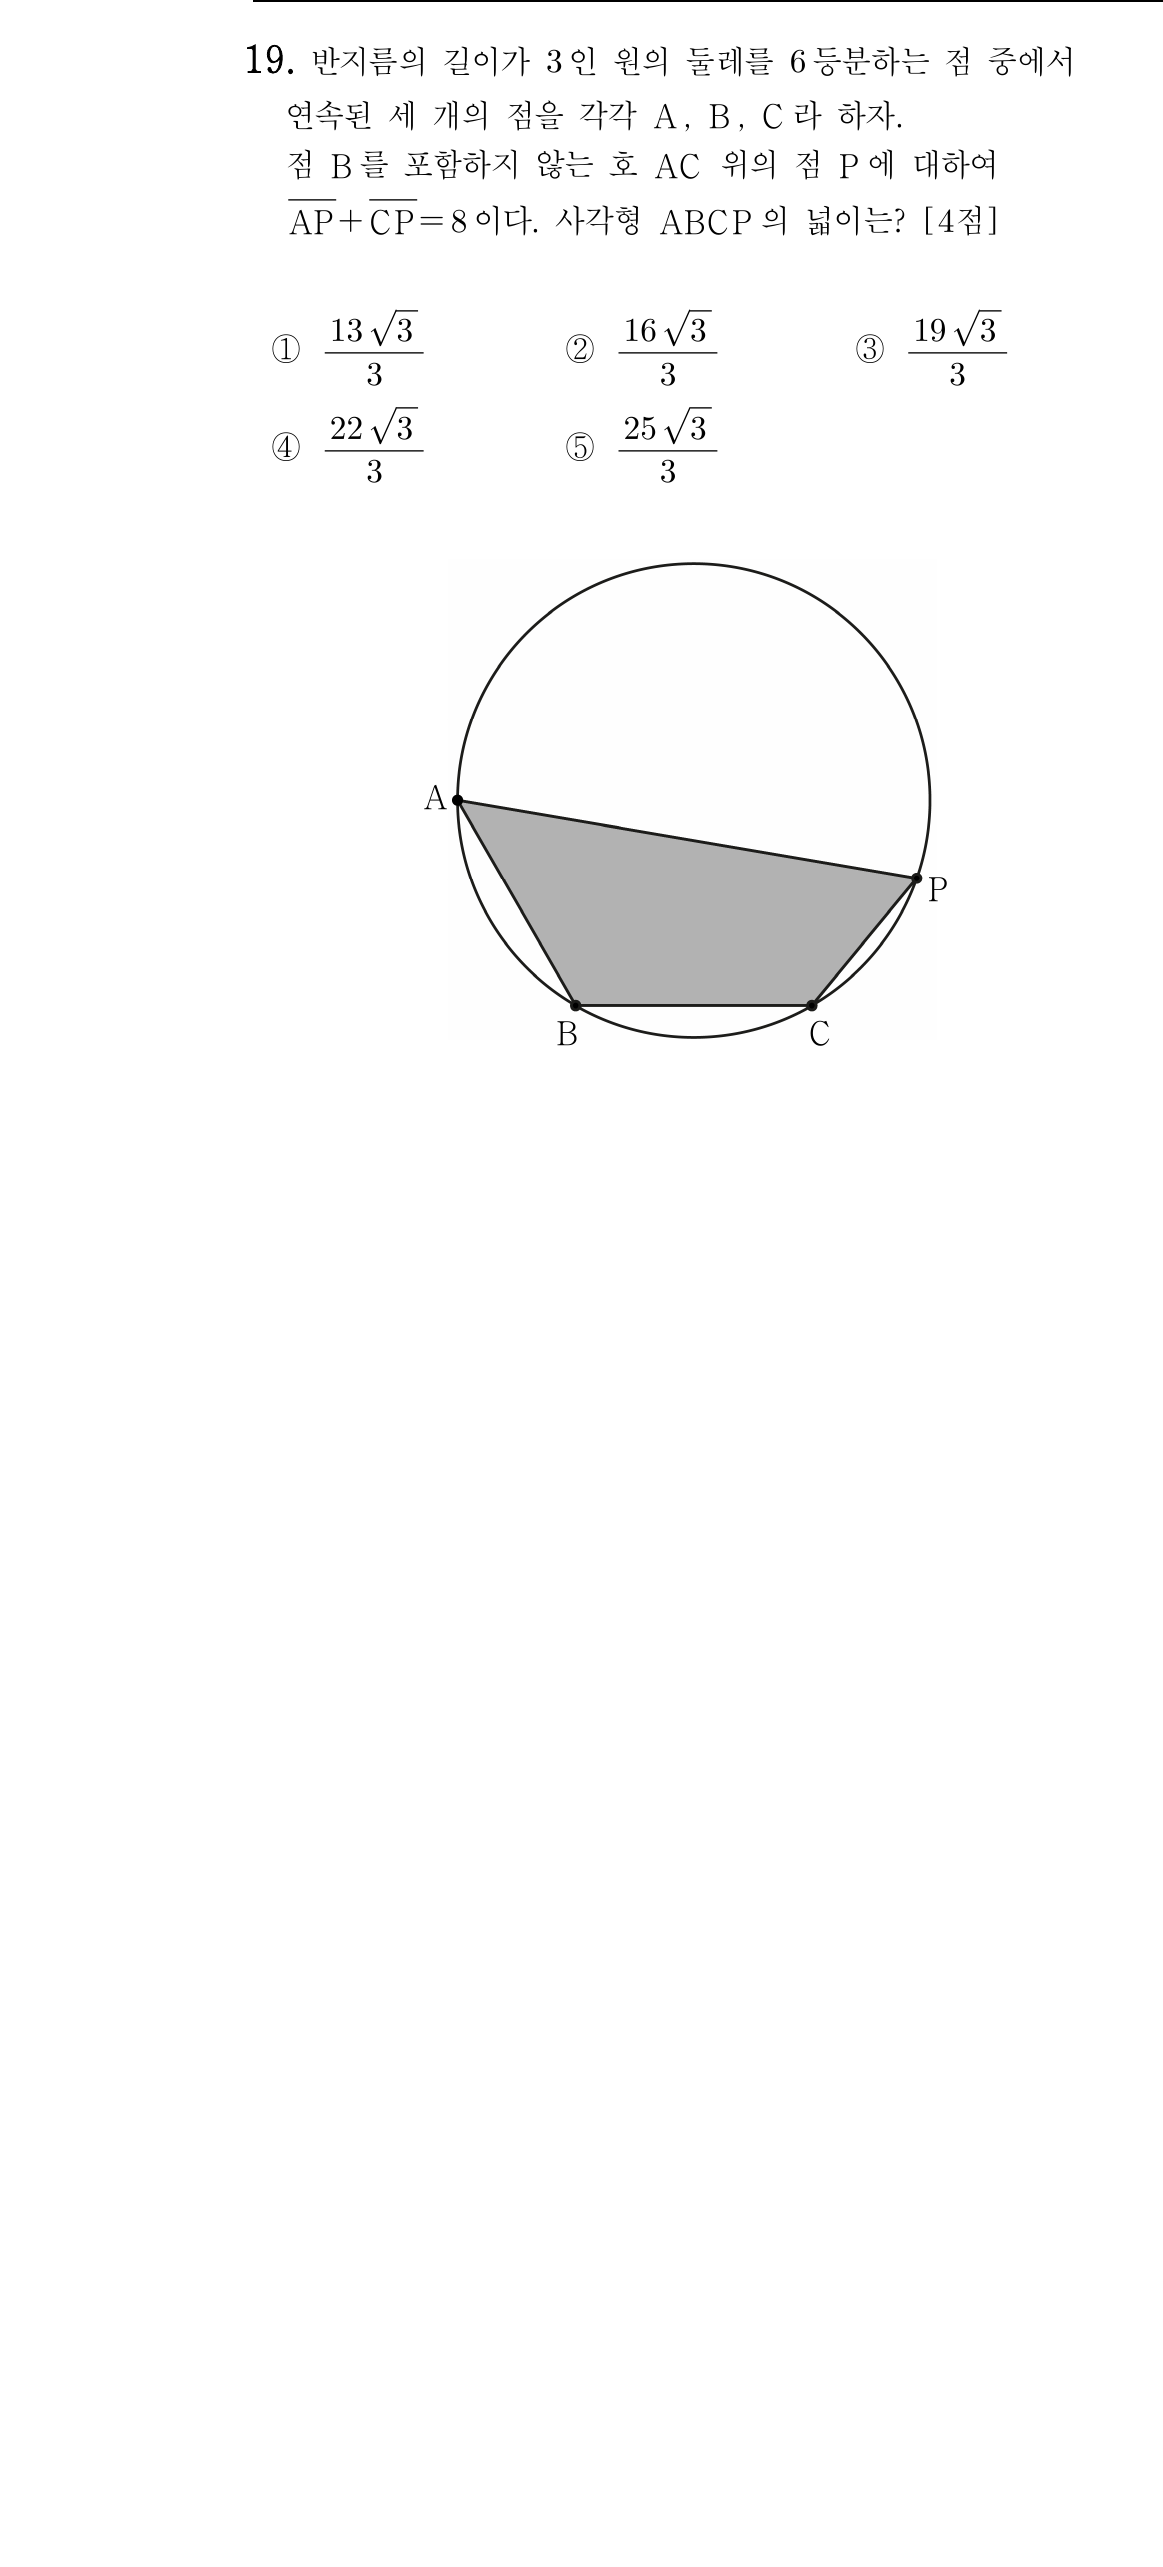 19. 반지름의 길이가 3인 원의 둘레를 6등분하는 점 중에서
연속된 세 개의 점을 각각 A, B, C라 하자.
점 B를 포함하지 않는 호 AC 위의 점 P에 대하여
$\overline{AP}+\overline{CP}=8$이다. 사각형 ABCP의 넓이는? [4점]
① $\frac{13\sqrt{3}}{3}$ ② $\frac{16\sqrt{3}}{3}$ ③ $\frac{19\sqrt{3}}{3}$
④ $\frac{22\sqrt{3}}{3}$ ⑤ $\frac{25\sqrt{3}}{3}$
A
P
B C